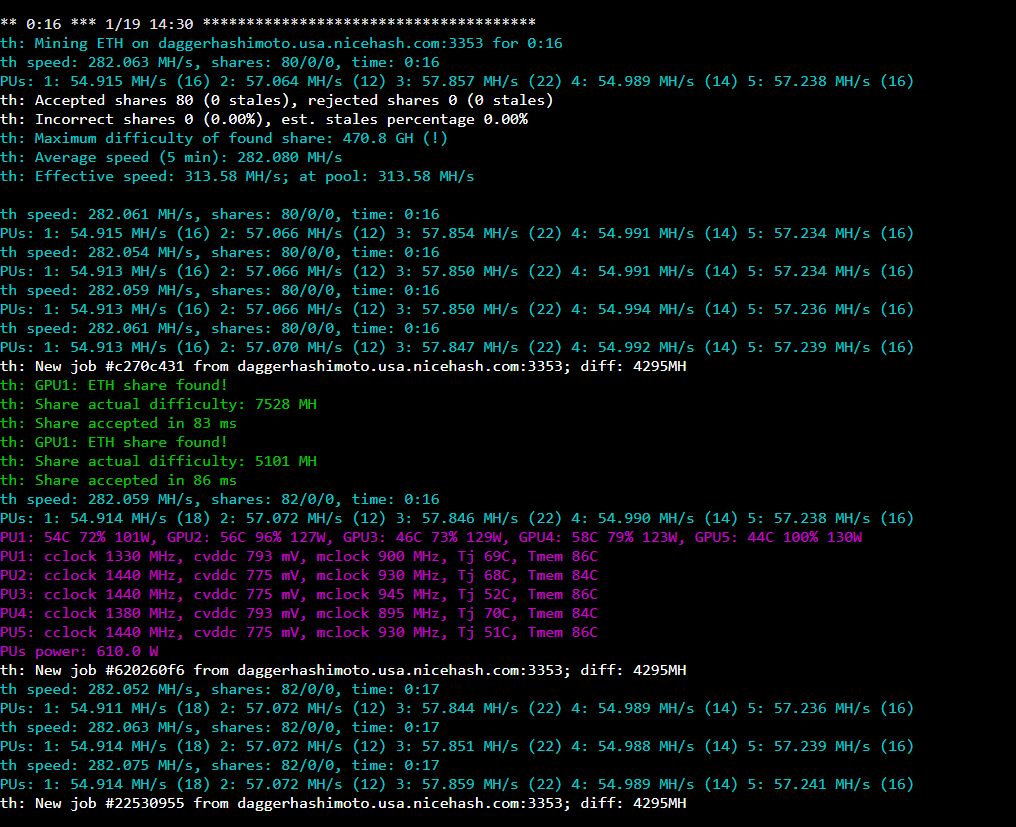 ** 0:16 *** 1/19 14:30 **************************************
th: Mining ETH on daggerhashimoto.usa.nicehash.com:3353 for 0:16
th speed: 282.063 MH/s, shares: 80/0/0, time: 0:16
PUs: 1: 54.915 MH/s (16) 2: 57.064 MH/s (12) 3: 57.857 MH/s (22) 4: 54.989 MH/s (14) 5: 57.238 MH/s (16)
th: Accepted shares 80 (0 stales), rejected shares 0 (0 stales)
th: Incorrect shares 0 (0.00%), est. stales percentage 0.00%
th: Maximum difficulty of found share: 470.8 GH (!)
th: Average speed (5 min): 282.080 MH/s
th: Effective speed: 313.58 MH/s; at pool: 313.58 MH/s
th speed: 282.061 MH/s, shares: 80/0/0, time: 0:16
PUs: 1: 54.915 MH/s (16) 2: 57.066 MH/s (12) 3: 57.854 MH/s (22) 4: 54.991 MH/s (14) 5: 57.234 MH/s (16)
th speed: 282.054 MH/s, shares: 80/0/0, time: 0:16
PUs: 1: 54.913 MH/s (16) 2: 57.066 MH/s (12) 3: 57.850 MH/s (22) 4: 54.991 MH/s (14) 5: 57.234 MH/s (16)
th speed: 282.059 MH/s, shares: 80/0/0, time: 0:16
PUs: 1: 54.913 MH/s (16) 2: 57.066 MH/s (12) 3: 57.850 MH/s (22) 4: 54.994 MH/s (14) 5: 57.236 MH/s (16)
th speed: 282.061 MH/s, shares: 80/0/0, time: 0:16
PUs: 1: 54.913 MH/s (16) 2: 57.070 MH/s (12) 3: 57.847 MH/s (22) 4: 54.992 MH/s (14) 5: 57.239 MH/s (16)
th: New job #c270c431 from daggerhashimoto.usa.nicehash.com:3353; diff: 4295MH
th: GPU1: ETH share found!
th: Share actual difficulty: 7528 MH
th: Share accepted in 83 ms
th: GPU1: ETH share found!
th: Share actual difficulty: 5101 MH
th: Share accepted in 86 ms
th speed: 282.059 MH/s, shares: 82/0/0, time: 0:16
PUs: 1: 54.914 MH/s (18) 2: 57.072 MH/s (12) 3: 57.846 MH/s (22) 4: 54.990 MH/s (14) 5: 57.238 MH/s (16)
PU1: 54C 72% 101W, GPU2: 56C 96% 127W, GPU3: 46C 73% 129W, GPU4: 58C 79% 123W, GPU5: 44C 100% 130W
PU1: cclock 1330 MHz, cvddc 793 mV, mclock 900 MHz, Tj 69C, Tmem 86C
PU2: cclock 1440 MHz, cvddc 775 mV, mclock 930 MHz, Tj 68C, Tmem 84C
PU3: cclock 1440 MHz, cvddc 775 mV, mclock 945 MHz, Tj 52C, Tmem 86C
PU4: cclock 1380 MHz, cvddc 793 mV, mclock 895 MHz, Tj 70C, Tmem 84C
PU5: cclock 1440 MHz, cvddc 775 mV, mclock 930 MHz, Tj 51C, Tmem 86C
PUs power: 610.0 W
th: New job #620260f6 from daggerhashimoto.usa.nicehash.com:3353; diff: 4295MH
th speed: 282.052 MH/s, shares: 82/0/0, time: 0:17
PUs: 1: 54.911 MH/s (18) 2: 57.072 MH/s (12) 3: 57.844 MH/s (22) 4: 54.989 MH/s (14) 5: 57.236 MH/s (16)
th speed: 282.063 MH/s, shares: 82/0/0, time: 0:17
PUs: 1: 54.914 MH/s (18) 2: 57.072 MH/s (12) 3: 57.851 MH/s (22) 4: 54.988 MH/s (14) 5: 57.239 MH/s (16)
th speed: 282.075 MH/s, shares: 82/0/0, time: 0:17
PUs: 1: 54.914 MH/s (18) 2: 57.072 MH/s (12) 3: 57.859 MH/s (22) 4: 54.989 MH/s (14) 5: 57.241 MH/s (16)
th: New job #22530955 from daggerhashimoto.usa.nicehash.com:3353; diff: 4295MH